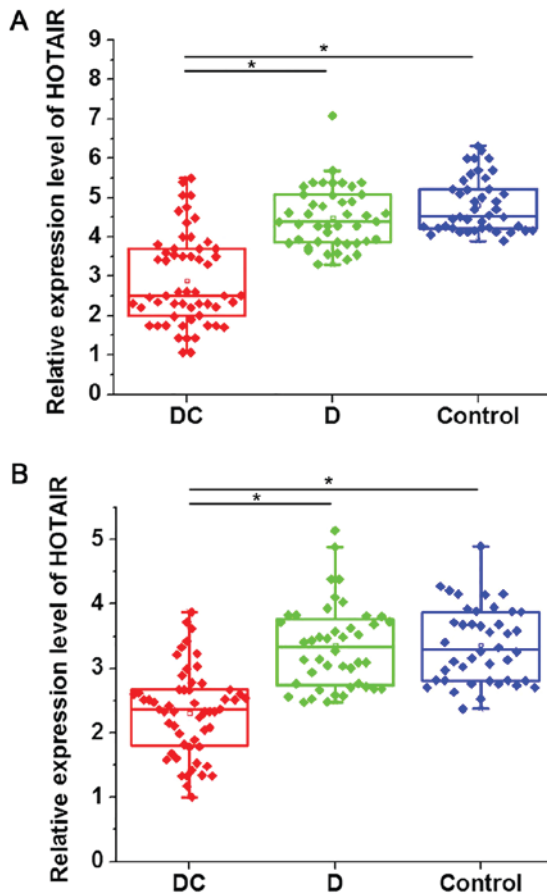 A
Relative expression level of HOTAIR
9
8
7
6
5
4
3
2
1
0
*
*
DC
D
Control
B
Relative expression level of HOTAIR
5
4
3
2
1
0
*
*
DC
D
Control